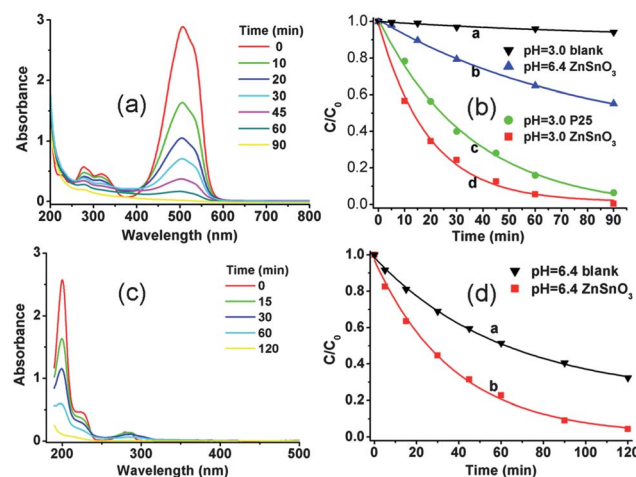 Time (min)
0
10
20
30
45
60
90
(a)
Absorbance
3
2
1
0
200 300 400 500 600 700 800
Wavelength (nm)
1.0
0.8
0.6
0.4
0.2
0.0
C/C0
a
b
c
d
(b)
pH=3.0 blank
pH=6.4 ZnSnO3
pH=3.0 P25
pH=3.0 ZnSnO3
0 10 20 30 40 50 60 70 80 90
Time (min)
Time (min)
0
15
30
60
120
(c)
Absorbance
3
2
1
0
200 300 400 500
Wavelength (nm)
1.0
0.8
0.6
0.4
0.2
0.0
C/C0
a
b
(d)
pH=6.4 blank
pH=6.4 ZnSnO3
0 20 40 60 80 100 120
Time (min)